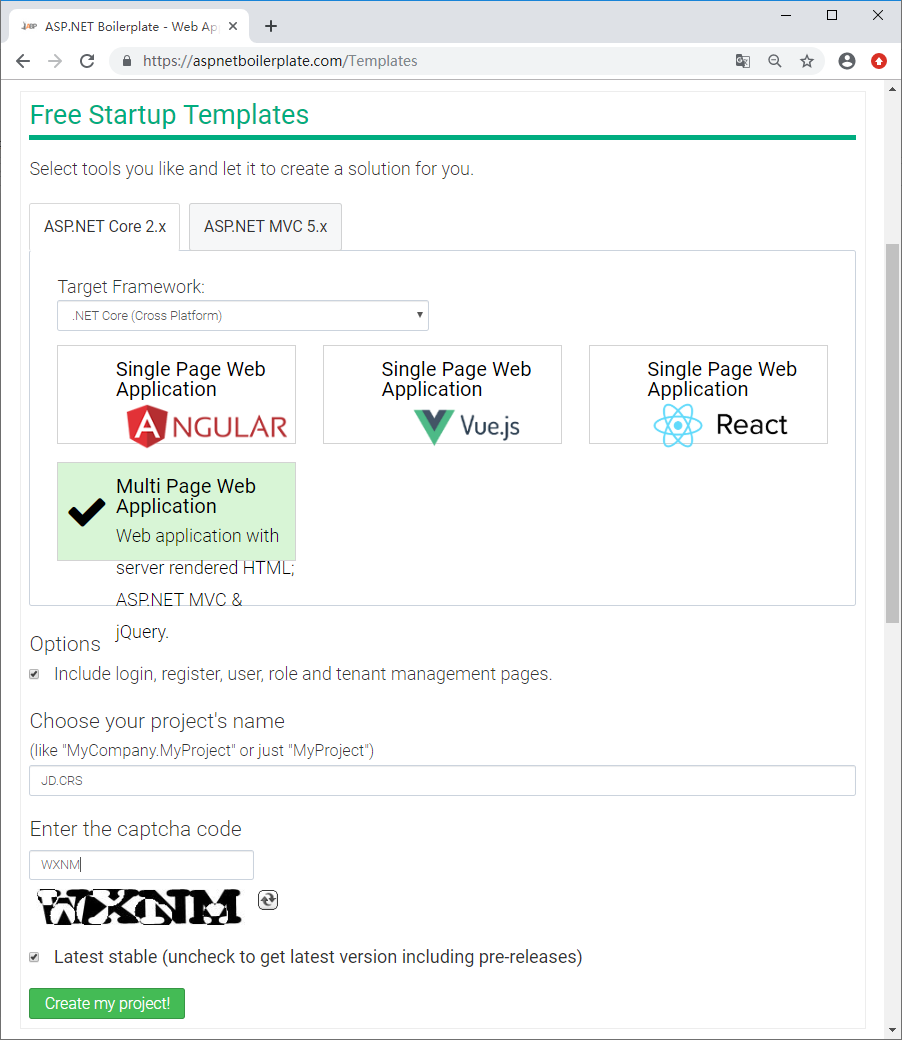 ASP.NET Boilerplate - Web Ap
https://aspnetboilerplate.com/Templates
Free Startup Templates
Select tools you like and let it to create a solution for you.
ASP.NET Core 2.x
ASP.NET MVC 5.x
Target Framework:
.NET Core (Cross Platform)
Single Page Web
Application
ANGULAR
Single Page Web
Application
Vue.js
Single Page Web
Application
React
Multi Page Web
Application
Web application with
server rendered HTML;
ASP.NET MVC &
jQuery.
Options
Include login, register, user, role and tenant management pages.
Choose your project's name
(like "MyCompany.MyProject" or just "MyProject")
JD.CRS
Enter the captcha code
WXNM
WXNM
Latest stable (uncheck to get latest version including pre-releases)
Create my project!